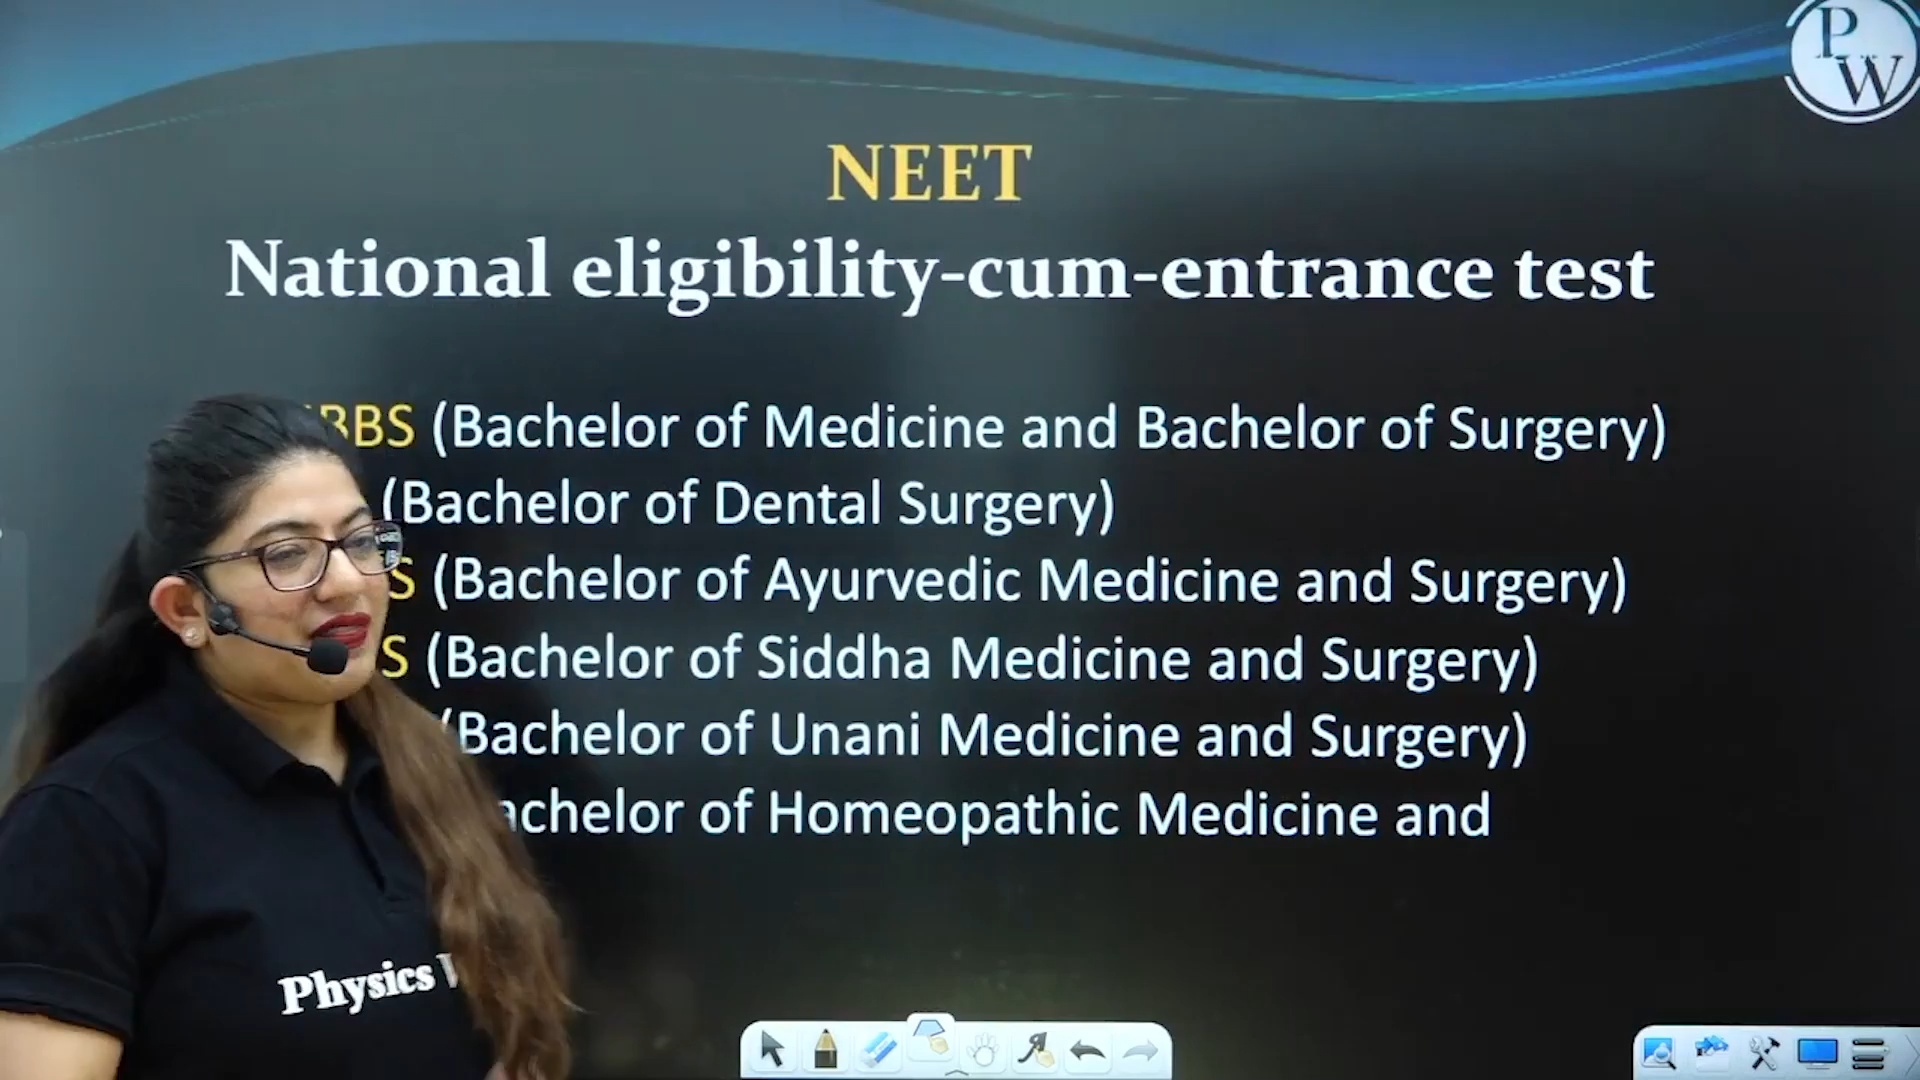 P
W
NEET
National eligibility-cum-entrance test
BBS (Bachelor of Medicine and Bachelor of Surgery)
(Bachelor of Dental Surgery)
S (Bachelor of Ayurvedic Medicine and Surgery)
S (Bachelor of Siddha Medicine and Surgery)
(Bachelor of Unani Medicine and Surgery)
achelor of Homeopathic Medicine and
Physics W